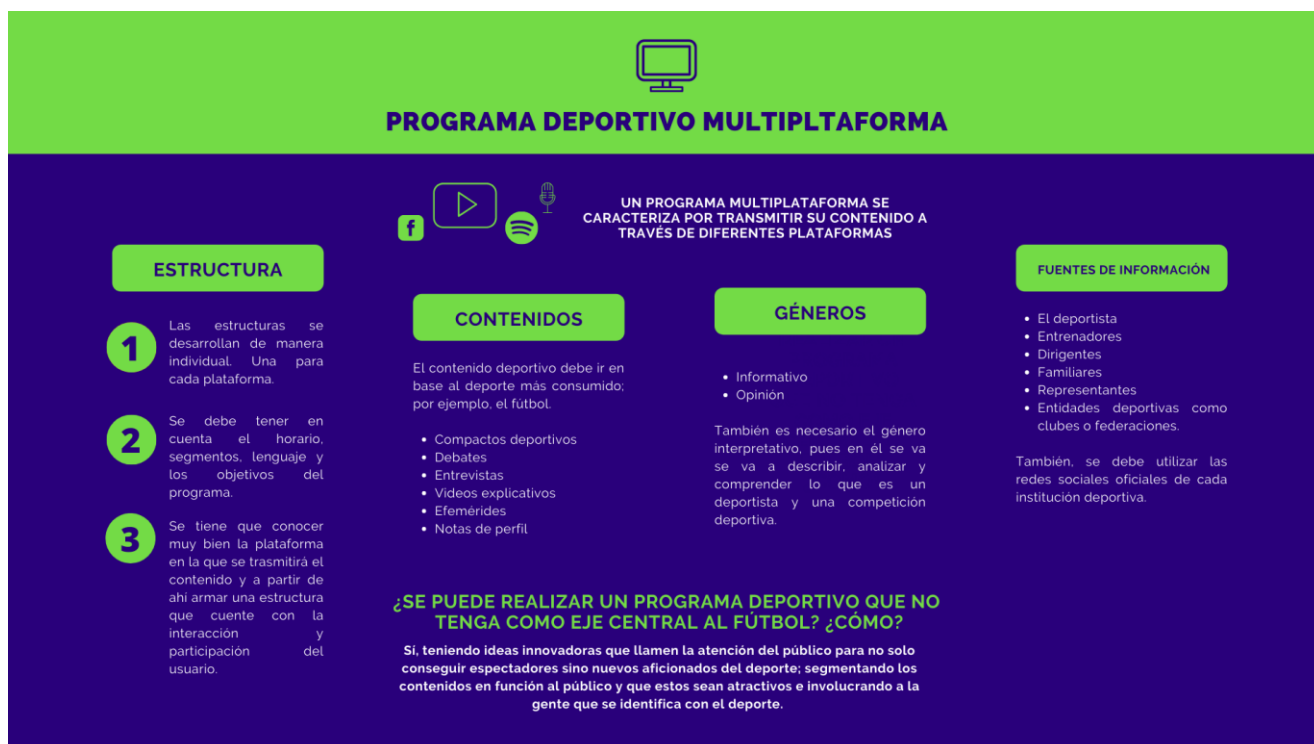 PROGRAMA DEPORTIVO MULTIPLTAFORMA
UN PROGRAMA MULTIPLATAFORMA SE
CARACTERIZA POR TRANSMITIR SU CONTENIDO A
TRAVÉS DE DIFERENTES PLATAFORMAS
ESTRUCTURA
1
Las estructuras se
desarrollan de manera
individual. Una para
cada plataforma.
2
Se debe tener en
cuenta el horario,
segmentos, lenguaje y
los objetivos del
programa.
3
Se tiene que conocer
muy bien la plataforma
en la que se trasmitirá el
contenido y a partir de
ahí armar una estructura
que cuente con la
interacción y
participación del
usuario.
CONTENIDOS
El contenido deportivo debe ir en
base al deporte más consumido;
por ejemplo, el fútbol.
• Compactos deportivos
• Debates
• Entrevistas
• Videos explicativos
• Efemérides
• Notas de perfil
GÉNEROS
• Informativo
• Opinión
También es necesario el género
interpretativo, pues en él se va
se va a describir, analizar y
comprender lo que es un
deportista y una competición
deportiva.
FUENTES DE INFORMACIÓN
• El deportista
• Entrenadores
• Dirigentes
• Familiares
• Representantes
• Entidades deportivas como
clubes o federaciones.
También, se debe utilizar las
redes sociales oficiales de cada
institución deportiva.
¿SE PUEDE REALIZAR UN PROGRAMA DEPORTIVO QUE NO
TENGA COMO EJE CENTRAL AL FÚTBOL? ¿CÓMO?
Sí, teniendo ideas innovadoras que llamen la atención del público para no solo
conseguir espectadores sino nuevos aficionados del deporte; segmentando los
contenidos en función al público y que estos sean atractivos e involucrando a la
gente que se identifica con el deporte.